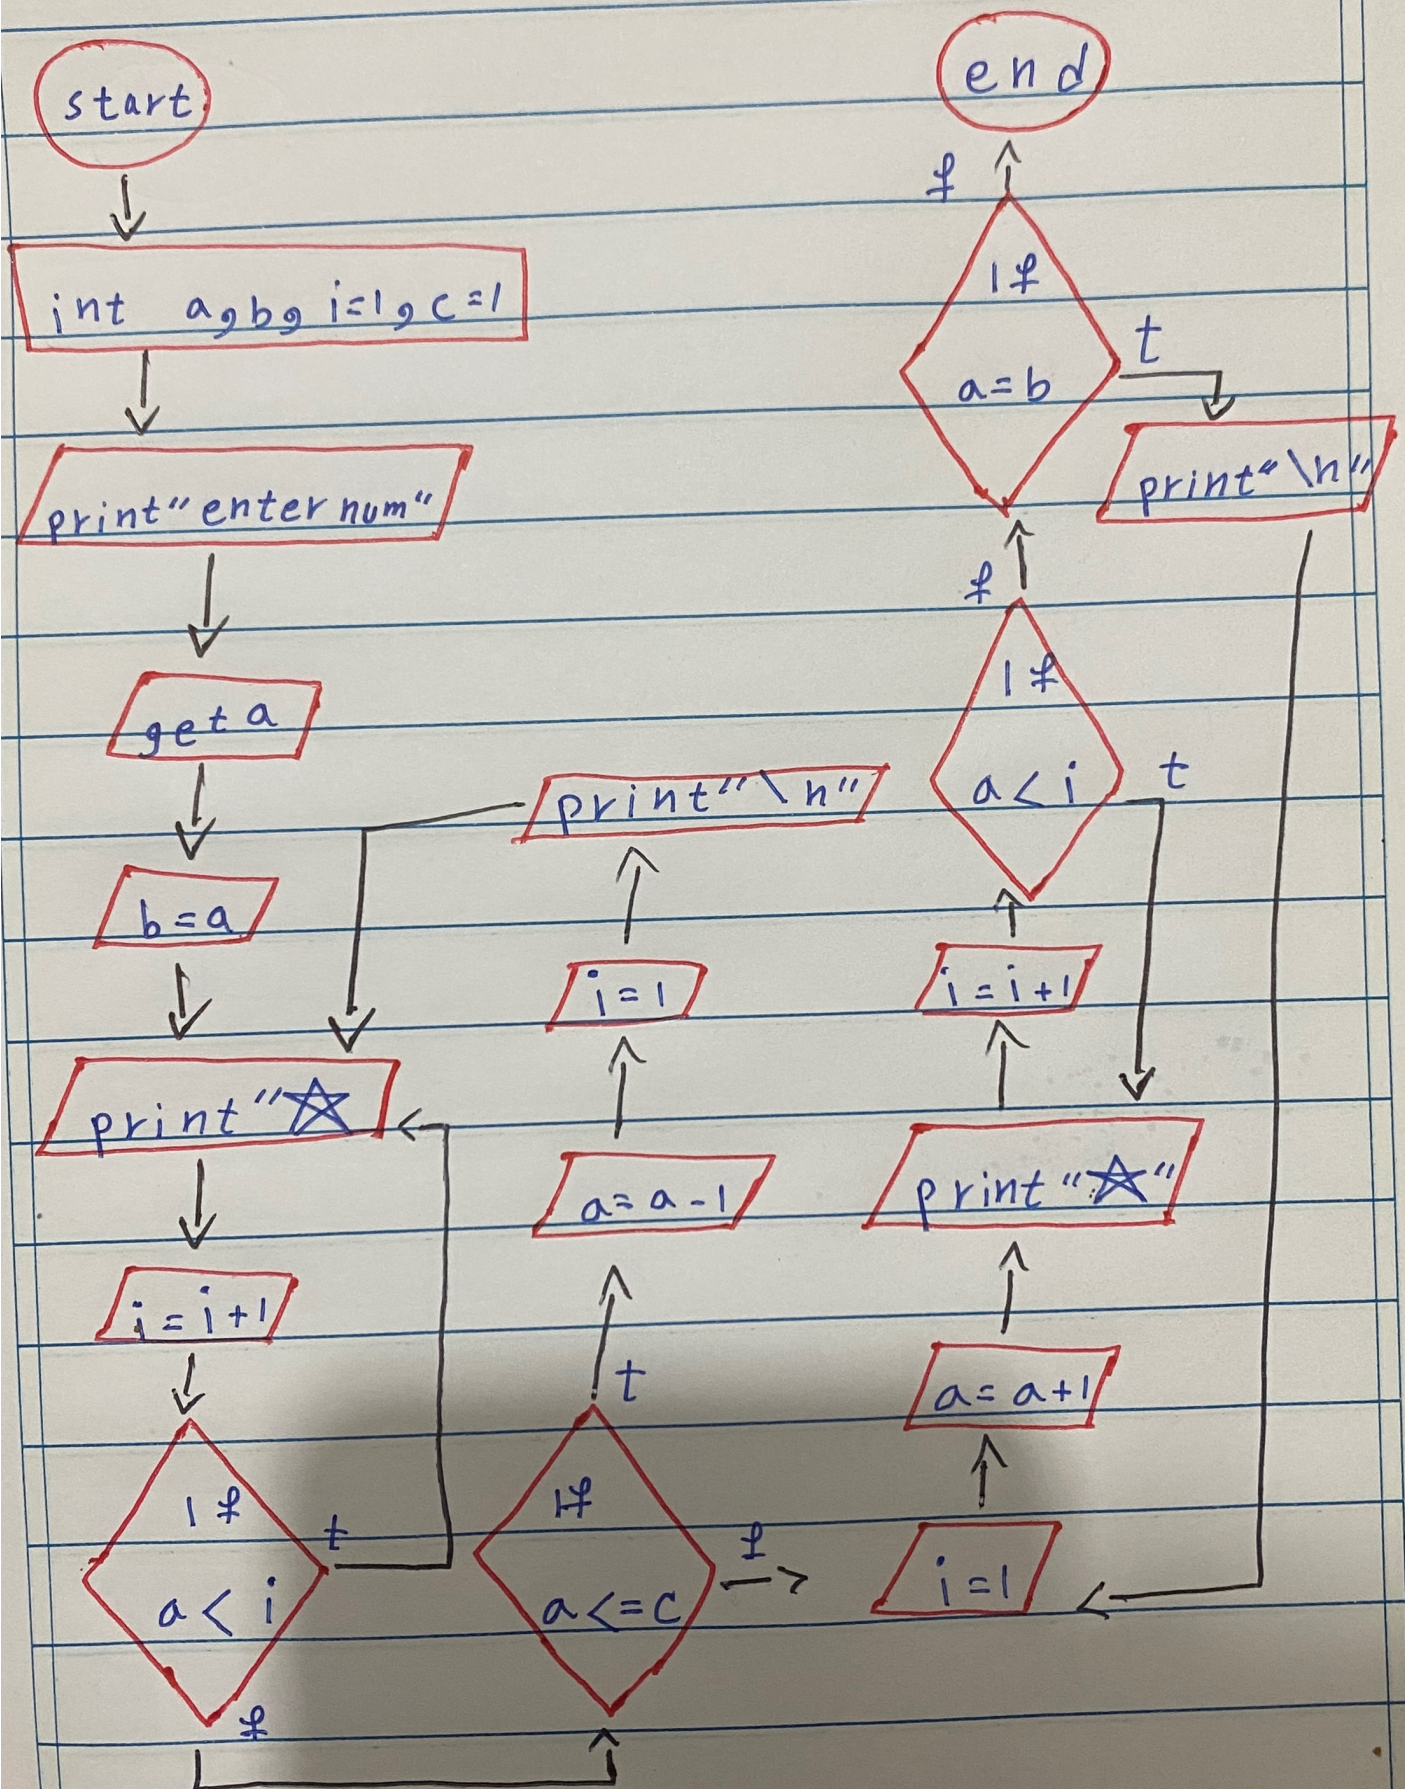 start
int a,b, i=1, c=1
print"enter num"
get a
b=a
print"☆
i=i+1
If
a < i
t
f
If
a<=c
t
f
a=a-1
i=1
print"\n"
i=1
a=a+1
print"☆"
i=i+1
If
a< i
t
f
If
a=b
t
print"\n"
f
end